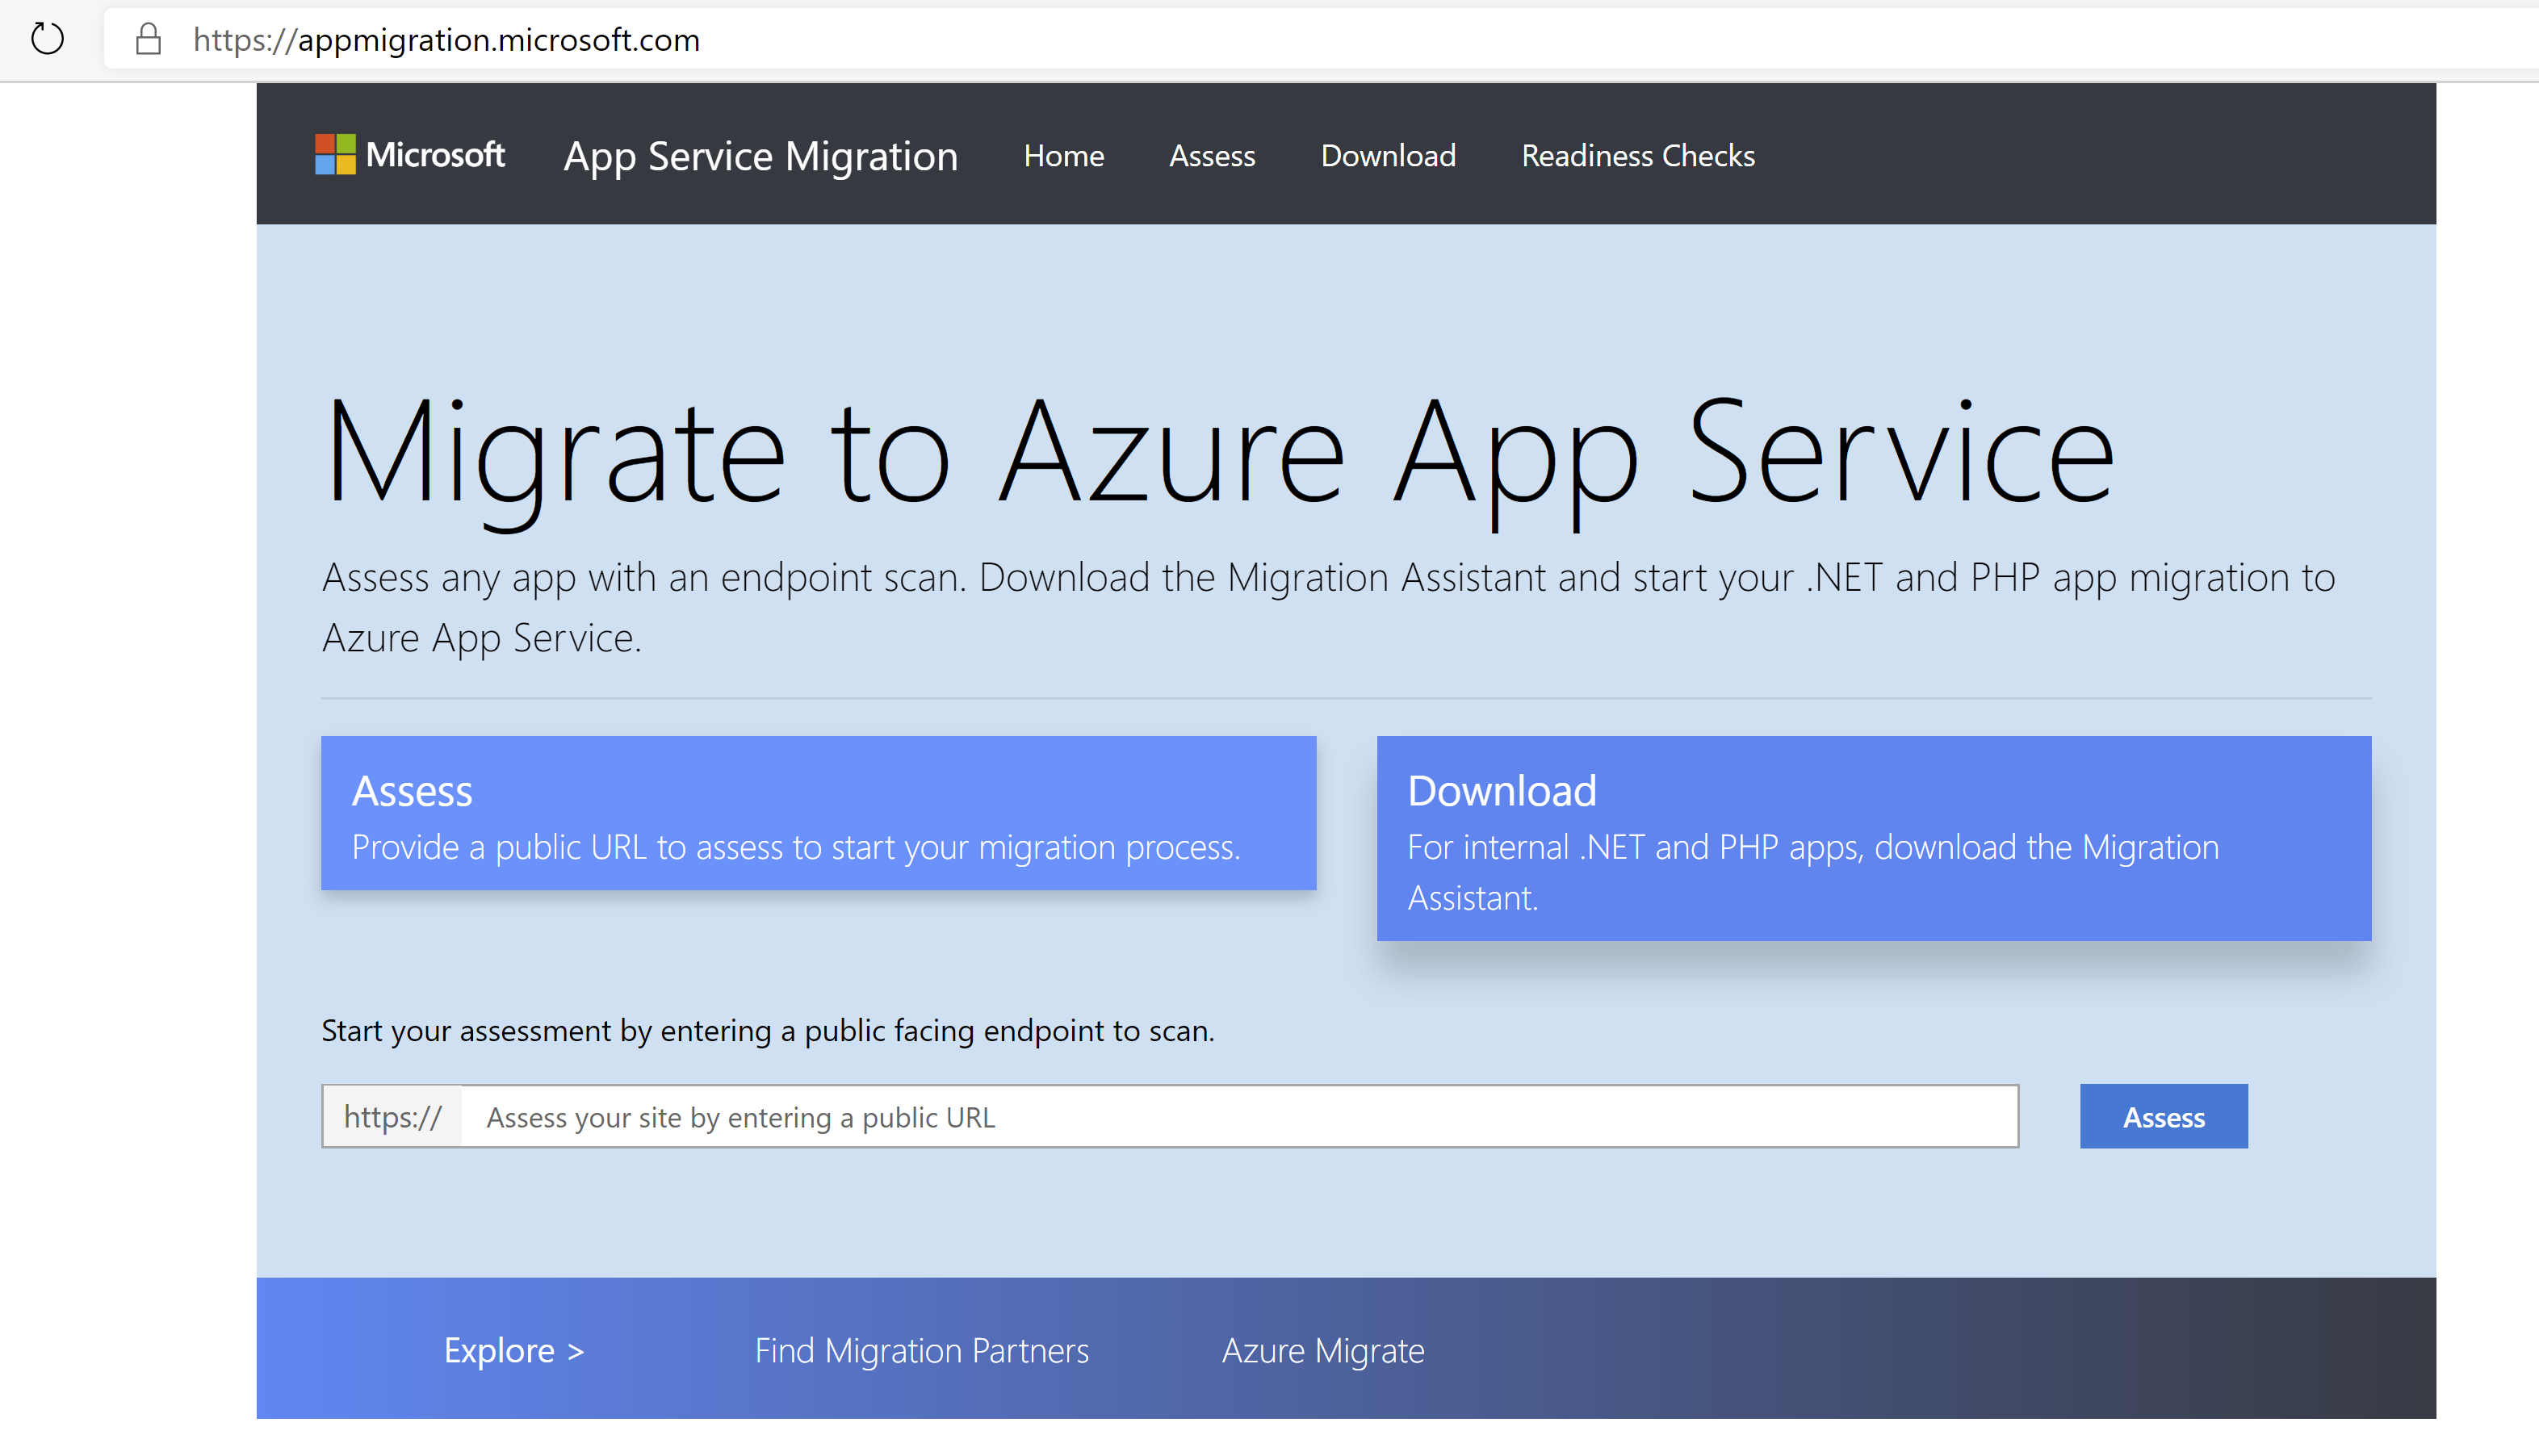 https://appmigration.microsoft.com
Microsoft App Service Migration Home Assess Download Readiness Checks
Migrate to Azure App Service
Assess any app with an endpoint scan. Download the Migration Assistant and start your .NET and PHP app migration to
Azure App Service.
Assess
Provide a public URL to assess to start your migration process.
Download
For internal .NET and PHP apps, download the Migration
Assistant.
Start your assessment by entering a public facing endpoint to scan.
https:// Assess your site by entering a public URL Assess
Explore > Find Migration Partners Azure Migrate